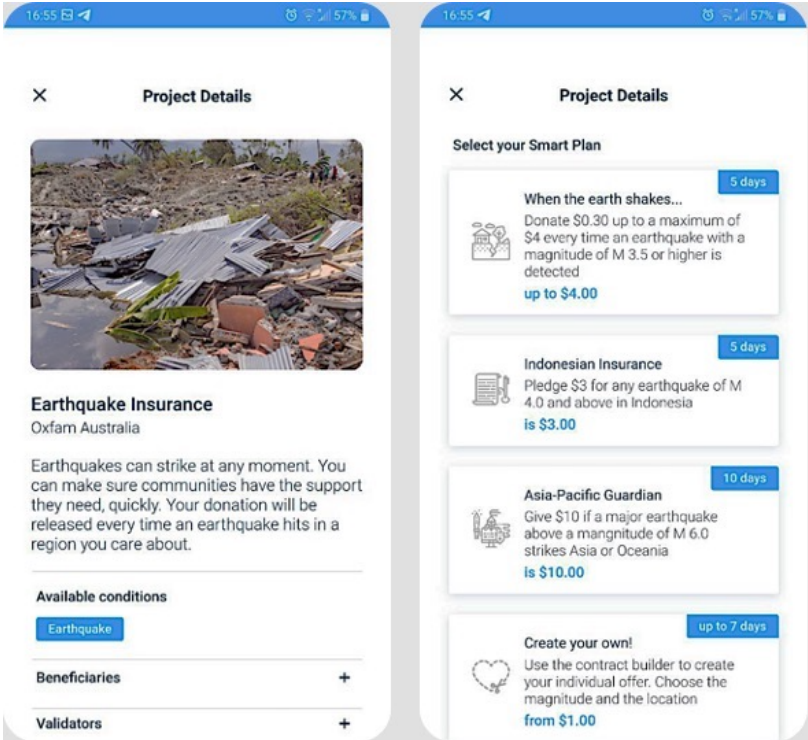 16:55
57%
Project Details
Earthquake Insurance
Oxfam Australia
Earthquakes can strike at any moment. You
can make sure communities have the support
they need, quickly. Your donation will be
released every time an earthquake hits in a
region you care about.
Available conditions
Earthquake
Beneficiaries +
Validators +
16:55
57%
Project Details
Select your Smart Plan
5 days
When the earth shakes...
Donate $0.30 up to a maximum of
$4 every time an earthquake with a
magnitude of M 3.5 or higher is
detected
up to $4.00
5 days
Indonesian Insurance
Pledge $3 for any earthquake of M
4.0 and above in Indonesia
is $3.00
10 days
Asia-Pacific Guardian
Give $10 if a major earthquake
above a mangnitude of M 6.0
strikes Asia or Oceania
is $10.00
up to 7 days
Create your own!
Use the contract builder to create
your individual offer. Choose the
magnitude and the location
from $1.00